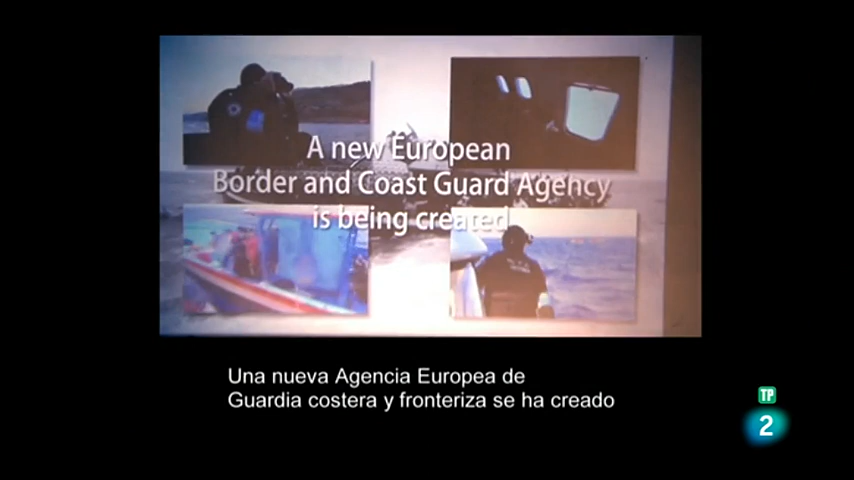 A new European
Border and Coast Guard Agency
is being created
Una nueva Agencia Europea de
Guardia costera y fronteriza se ha creado
TP
2